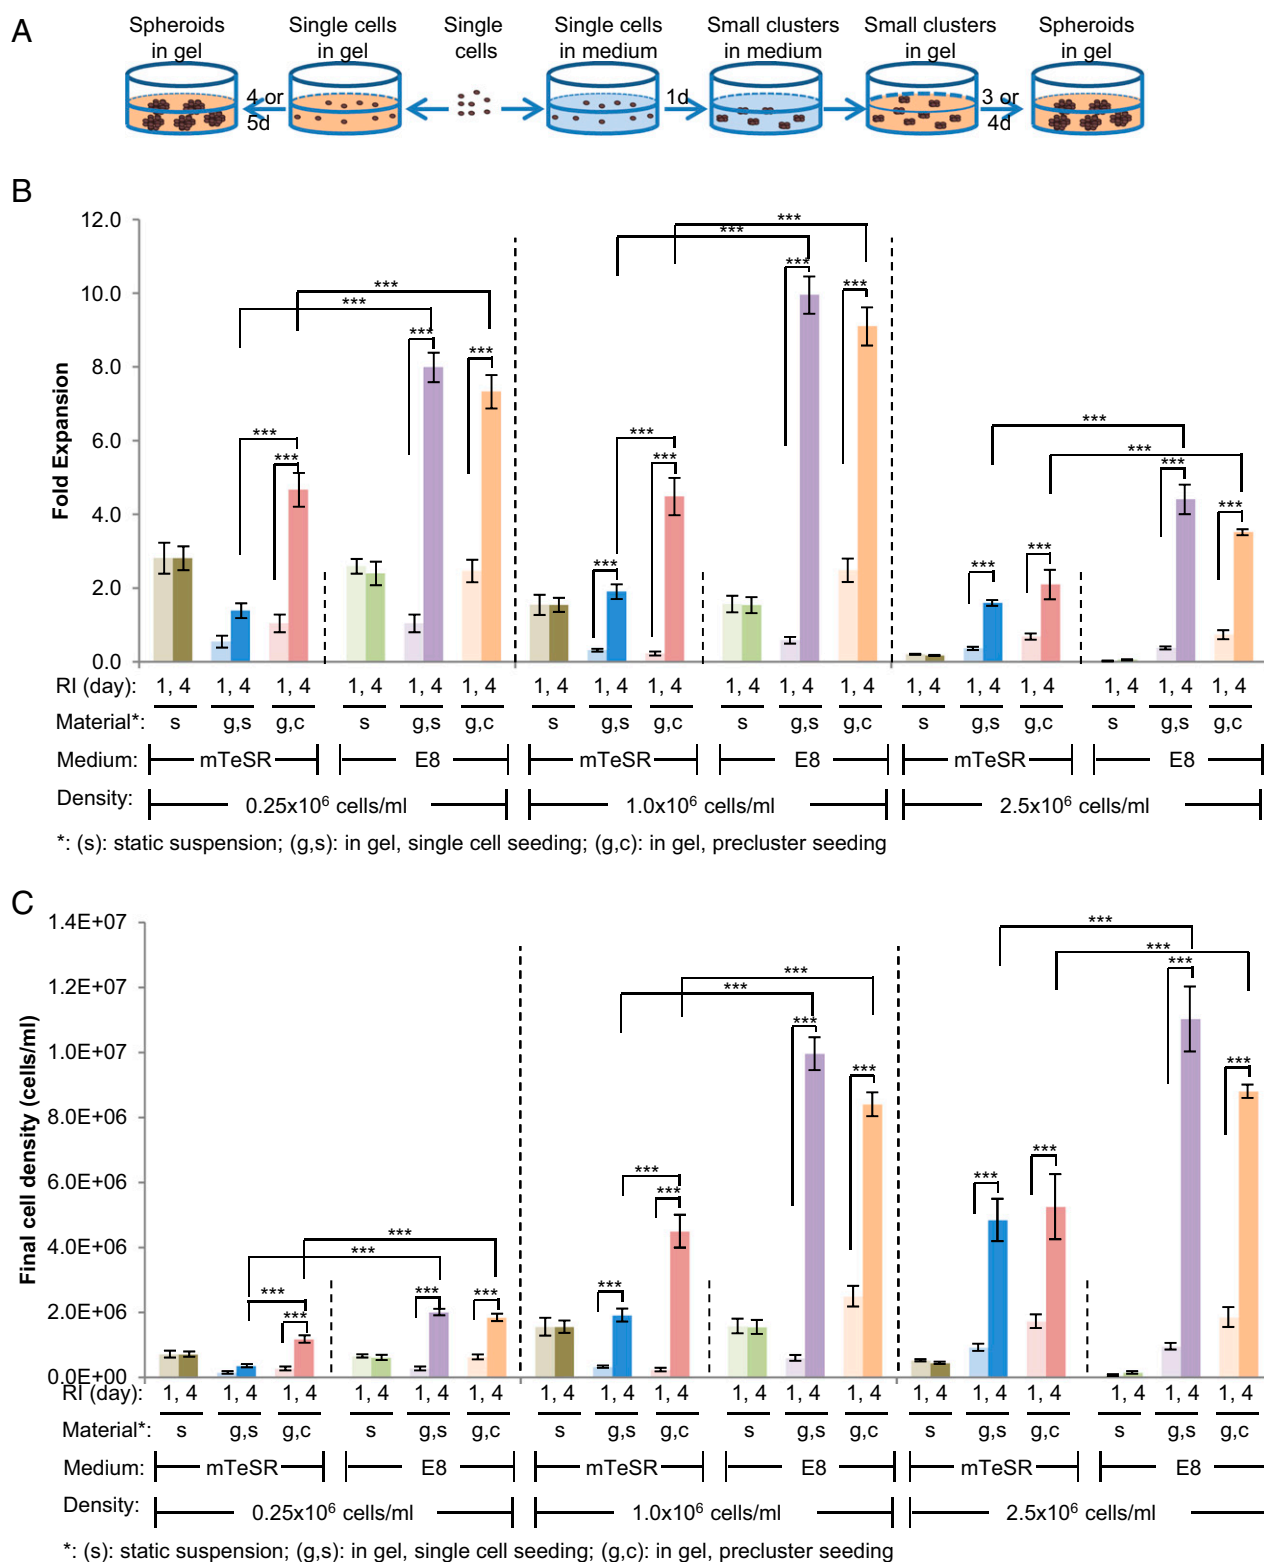 A
Spheroids in gel
Single cells in gel
Single cells
Single cells in medium
Small clusters in medium
Small clusters in gel
Spheroids in gel
4 or 5d
1d
3 or 4d
B
Fold Expansion
12.0
10.0
8.0
6.0
4.0
2.0
0.0
*** *** *** *** *** ***
*** *** *** *** *** *** ***
*** *** *** *** *** ***
RI (day): 1, 4 1, 4 1, 4 1, 4 1, 4 1, 4 1, 4 1, 4 1, 4 1, 4 1, 4 1, 4 1, 4 1, 4 1, 4 1, 4 1, 4 1, 4
Material*: s g,s g,c s g,s g,c s g,s g,c s g,s g,c s g,s g,c s g,s g,c
Medium: mTeSR E8 mTeSR E8 mTeSR E8
Density: 0.25x10⁶ cells/ml 1.0x10⁶ cells/ml 2.5x10⁶ cells/ml
*: (s): static suspension; (g,s): in gel, single cell seeding; (g,c): in gel, precluster seeding
C
Final cell density (cells/ml)
1.4E+07
1.2E+07
1.0E+07
8.0E+06
6.0E+06
4.0E+06
2.0E+06
0.0E+00
*** *** *** *** *** ***
*** *** *** *** *** *** ***
*** *** *** *** *** ***
RI (day): 1, 4 1, 4 1, 4 1, 4 1, 4 1, 4 1, 4 1, 4 1, 4 1, 4 1, 4 1, 4 1, 4 1, 4 1, 4 1, 4 1, 4 1, 4
Material*: s g,s g,c s g,s g,c s g,s g,c s g,s g,c s g,s g,c s g,s g,c
Medium: mTeSR E8 mTeSR E8 mTeSR E8
Density: 0.25x10⁶ cells/ml 1.0x10⁶ cells/ml 2.5x10⁶ cells/ml
*: (s): static suspension; (g,s): in gel, single cell seeding; (g,c): in gel, precluster seeding